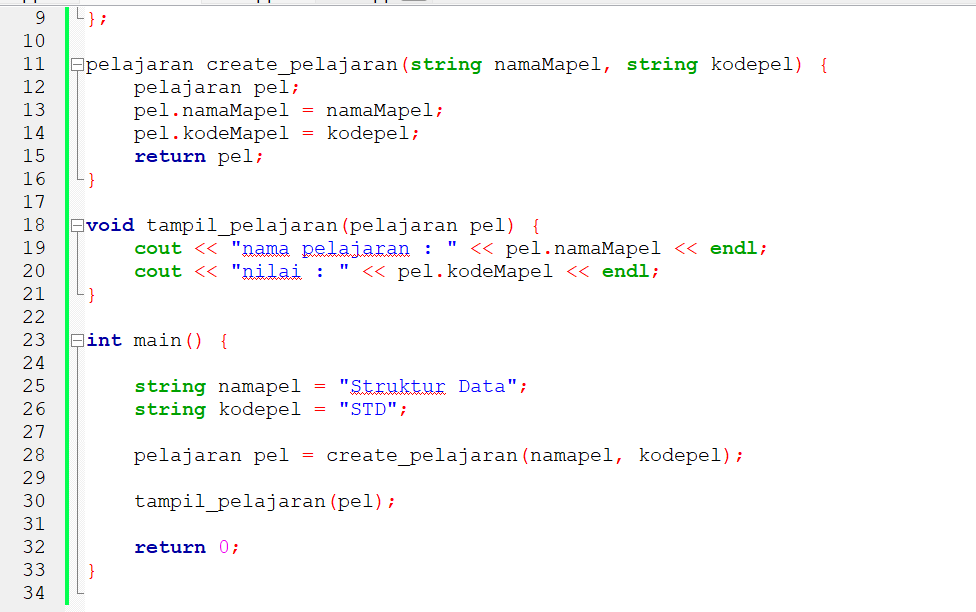 9 };
10
11 pelajaran create_pelajaran(string namaMapel, string kodepel) {
12     pelajaran pel;
13     pel.namaMapel = namaMapel;
14     pel.kodeMapel = kodepel;
15     return pel;
16 }
17
18 void tampil_pelajaran(pelajaran pel) {
19     cout << "nama pelajaran : " << pel.namaMapel << endl;
20     cout << "nilai : " << pel.kodeMapel << endl;
21 }
22
23 int main() {
24
25     string namapel = "Struktur Data";
26     string kodepel = "STD";
27
28     pelajaran pel = create_pelajaran(namapel, kodepel);
29
30     tampil_pelajaran(pel);
31
32     return 0;
33 }
34